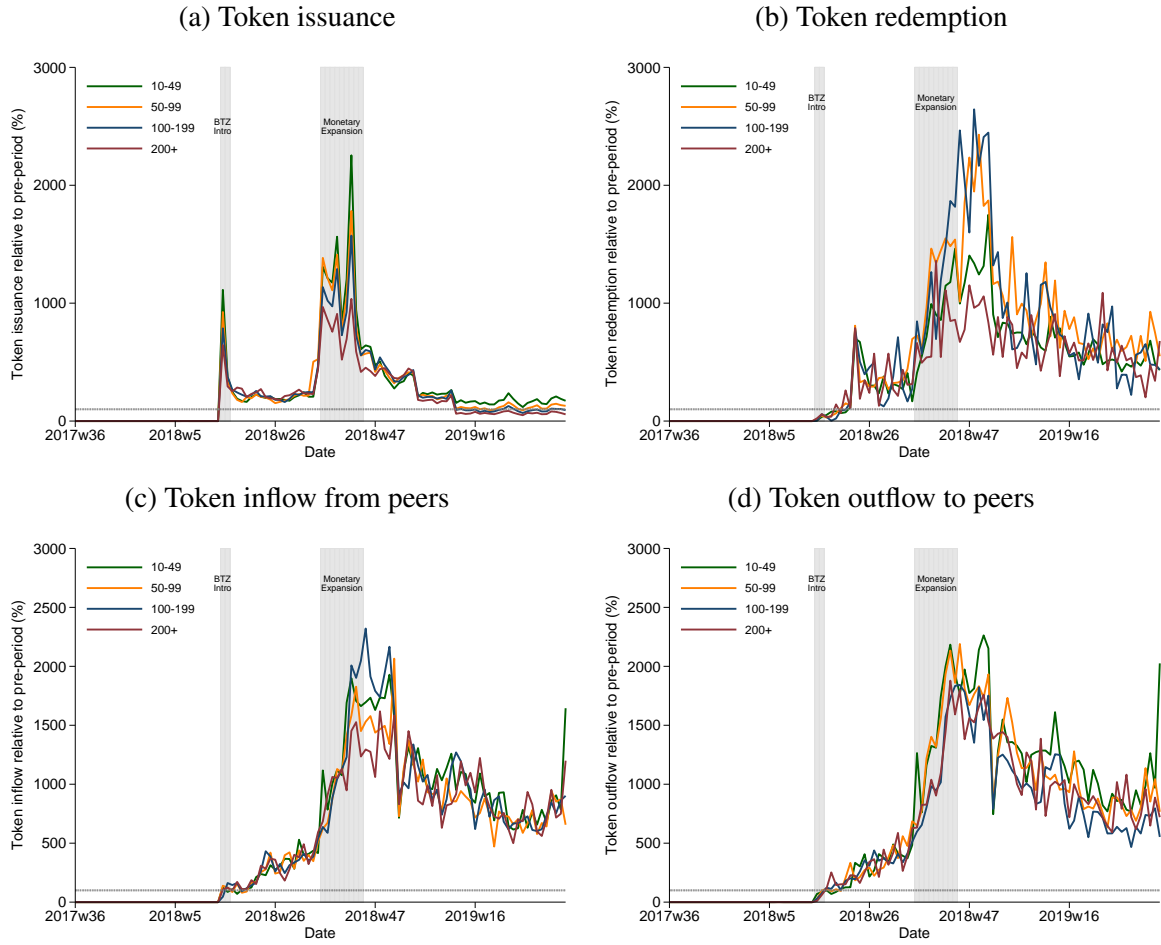 (a) Token issuance
Token issuance relative to pre-period (%)
3000
2000
1000
0
10-49
50-99
100-199
200+
BTZ
Intro
Monetary
Expansion
2017w36
2018w5
2018w26
2018w47
2019w16
Date
(b) Token redemption
Token redemption relative to pre-period (%)
3000
2000
1000
0
10-49
50-99
100-199
200+
BTZ
Intro
Monetary
Expansion
2017w36
2018w5
2018w26
2018w47
2019w16
Date
(c) Token inflow from peers
Token inflow relative to pre-period (%)
3000
2500
2000
1500
1000
500
0
10-49
50-99
100-199
200+
BTZ
Intro
Monetary
Expansion
2017w36
2018w5
2018w26
2018w47
2019w16
Date
(d) Token outflow to peers
Token outflow relative to pre-period (%)
3000
2500
2000
1500
1000
500
0
10-49
50-99
100-199
200+
BTZ
Intro
Monetary
Expansion
2017w36
2018w5
2018w26
2018w47
2019w16
Date